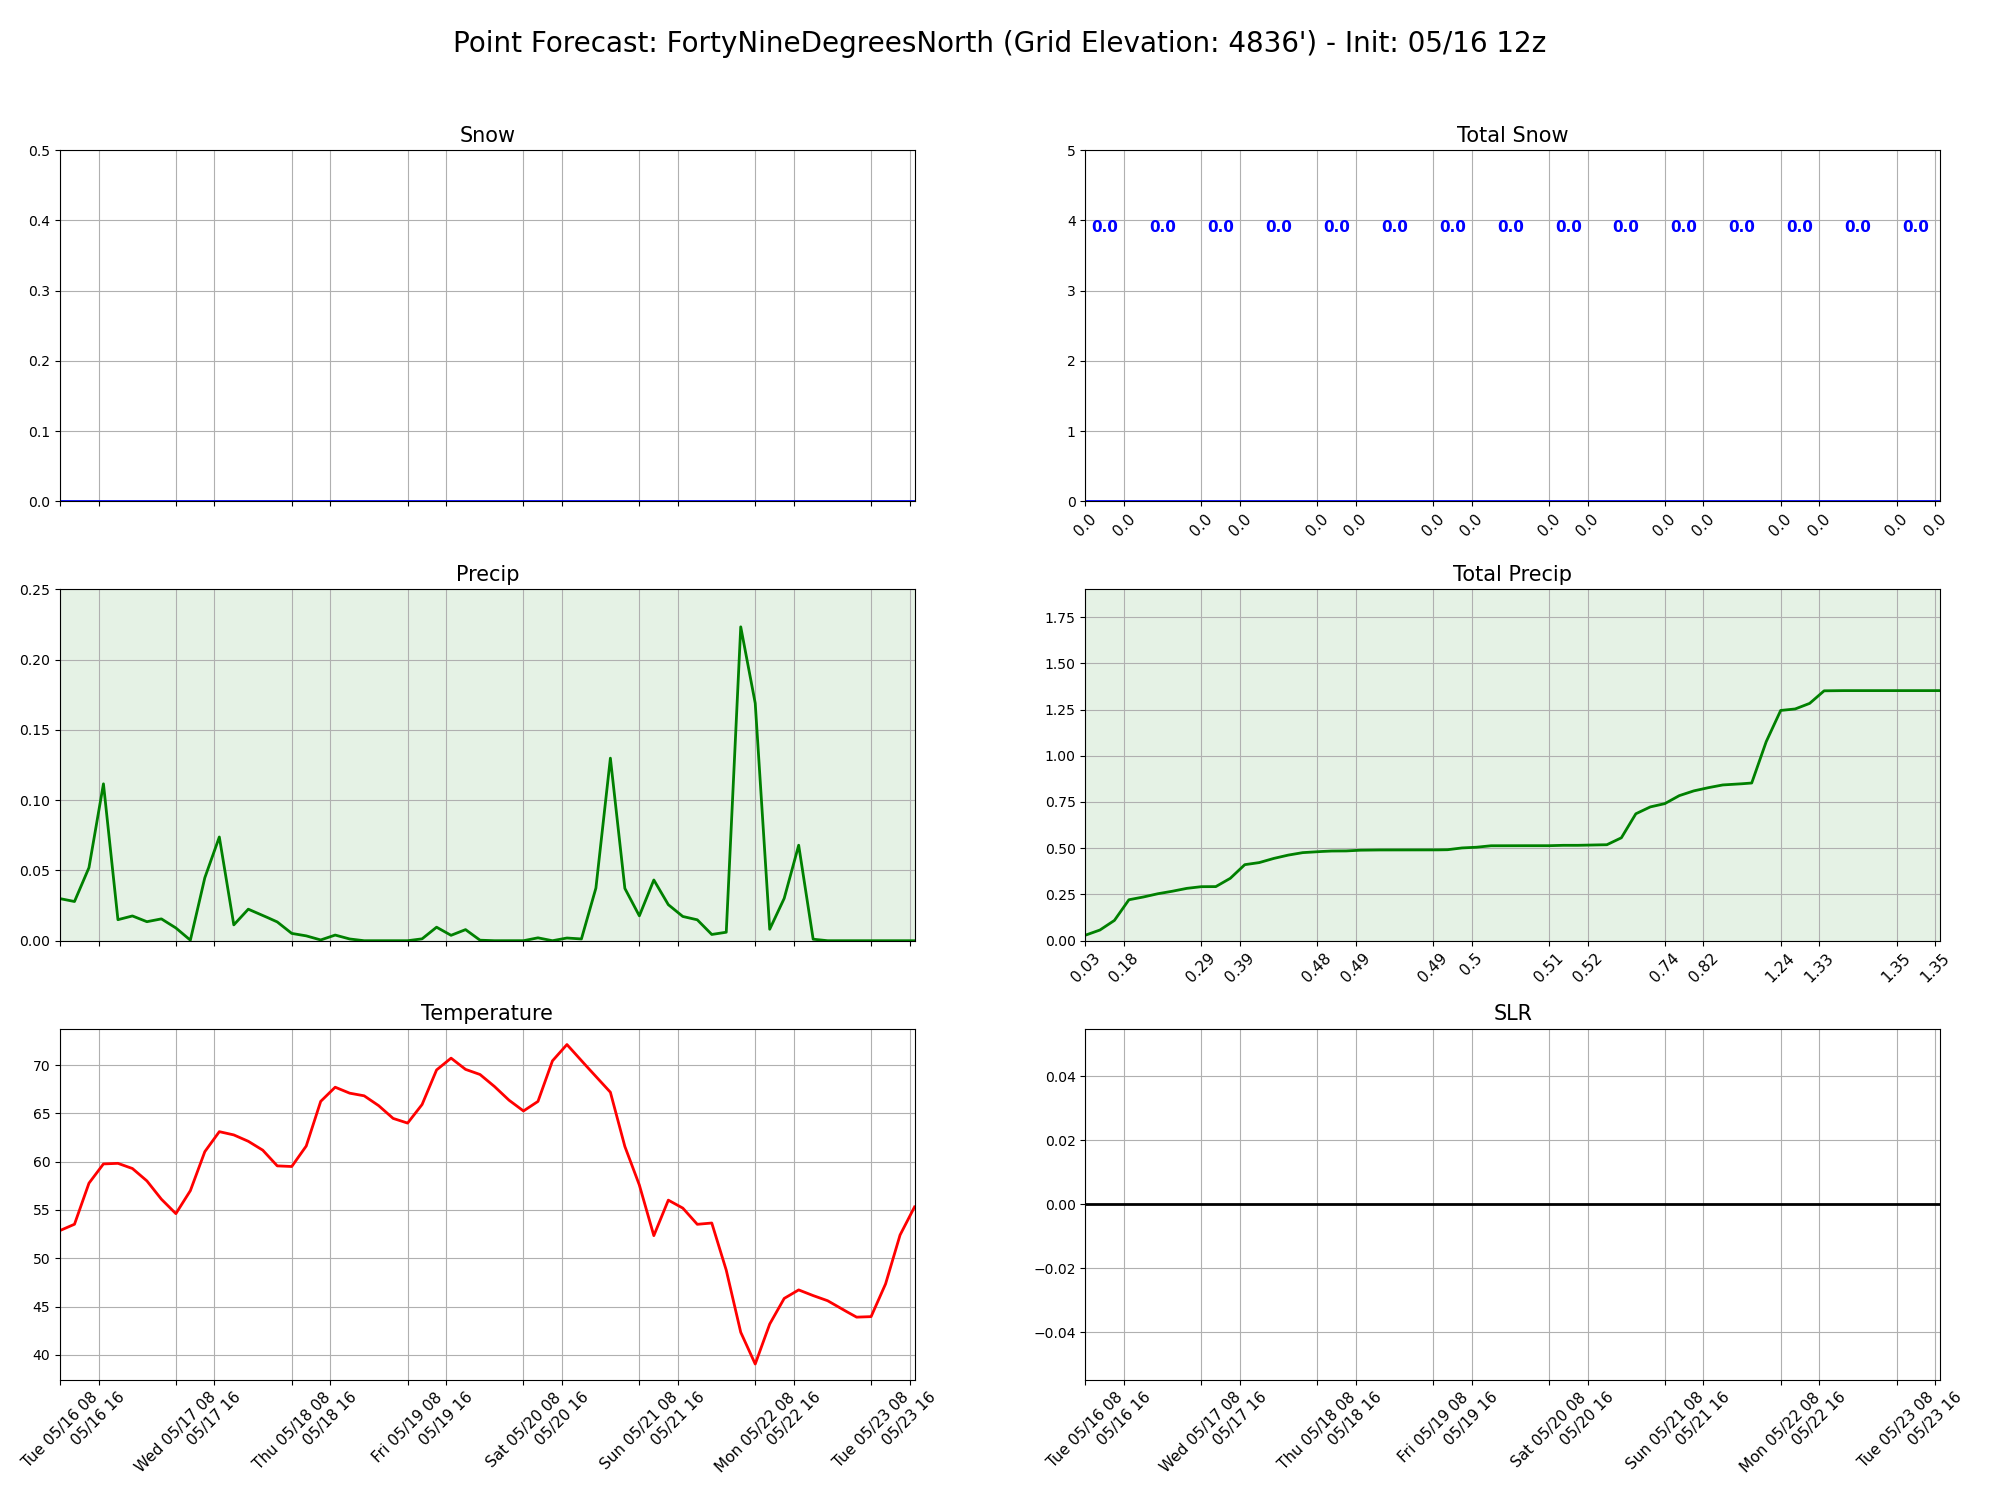 Point Forecast: FortyNineDegreesNorth (Grid Elevation: 4836') - Init: 05/16 12z
Snow
0.5
0.4
0.3
0.2
0.1
0.0
Total Snow
5
4
3
2
1
0
0.0 0.0 0.0 0.0 0.0 0.0 0.0 0.0 0.0 0.0 0.0 0.0 0.0 0.0 0.0
0.0 0.0 0.0 0.0 0.0 0.0 0.0 0.0 0.0 0.0 0.0 0.0 0.0 0.0 0.0 0.0
Precip
0.25
0.20
0.15
0.10
0.05
0.00
Total Precip
1.75
1.50
1.25
1.00
0.75
0.50
0.25
0.00
0.03 0.18 0.29 0.39 0.48 0.49 0.49 0.5 0.51 0.52 0.74 0.82 1.24 1.33 1.35 1.35
Temperature
70
65
60
55
50
45
40
Tue 05/16 08
05/16 16
Wed 05/17 08
05/17 16
Thu 05/18 08
05/18 16
Fri 05/19 08
05/19 16
Sat 05/20 08
05/20 16
Sun 05/21 08
05/21 16
Mon 05/22 08
05/22 16
Tue 05/23 08
05/23 16
SLR
0.04
0.02
0.00
−0.02
−0.04
Tue 05/16 08
05/16 16
Wed 05/17 08
05/17 16
Thu 05/18 08
05/18 16
Fri 05/19 08
05/19 16
Sat 05/20 08
05/20 16
Sun 05/21 08
05/21 16
Mon 05/22 08
05/22 16
Tue 05/23 08
05/23 16